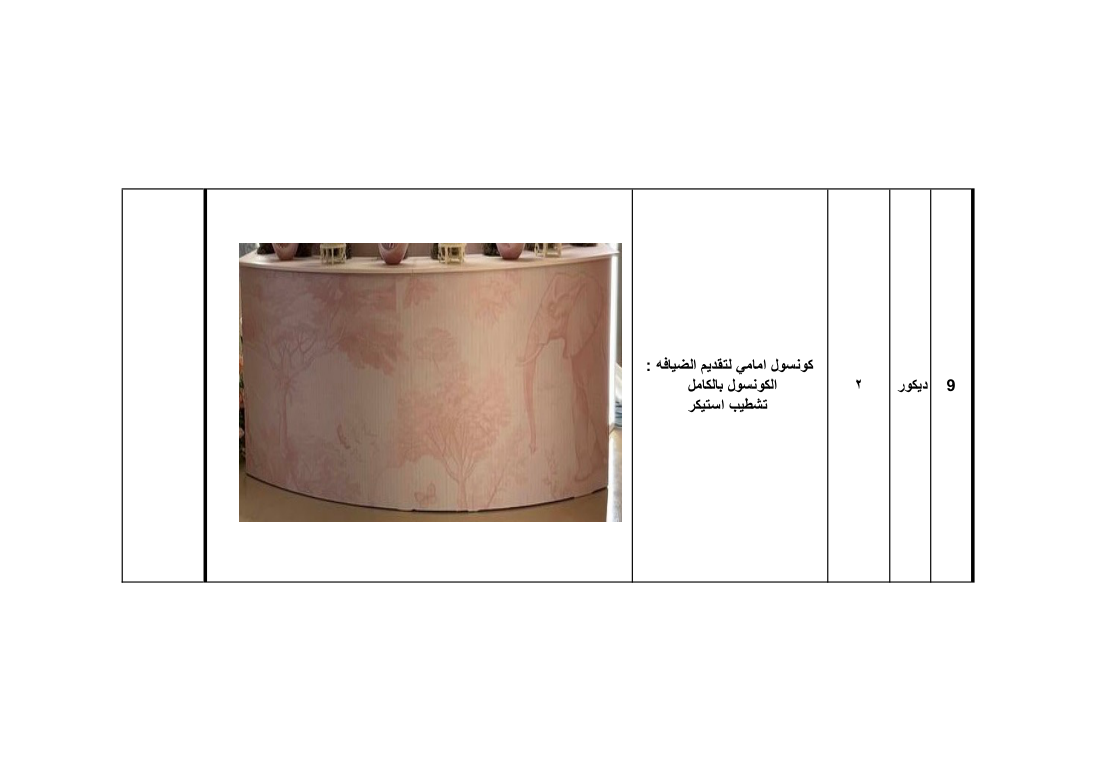 9
ديكور
٢
كونسول امامي لتقديم الضيافه :
الكونسول بالكامل
تشطيب استيكر